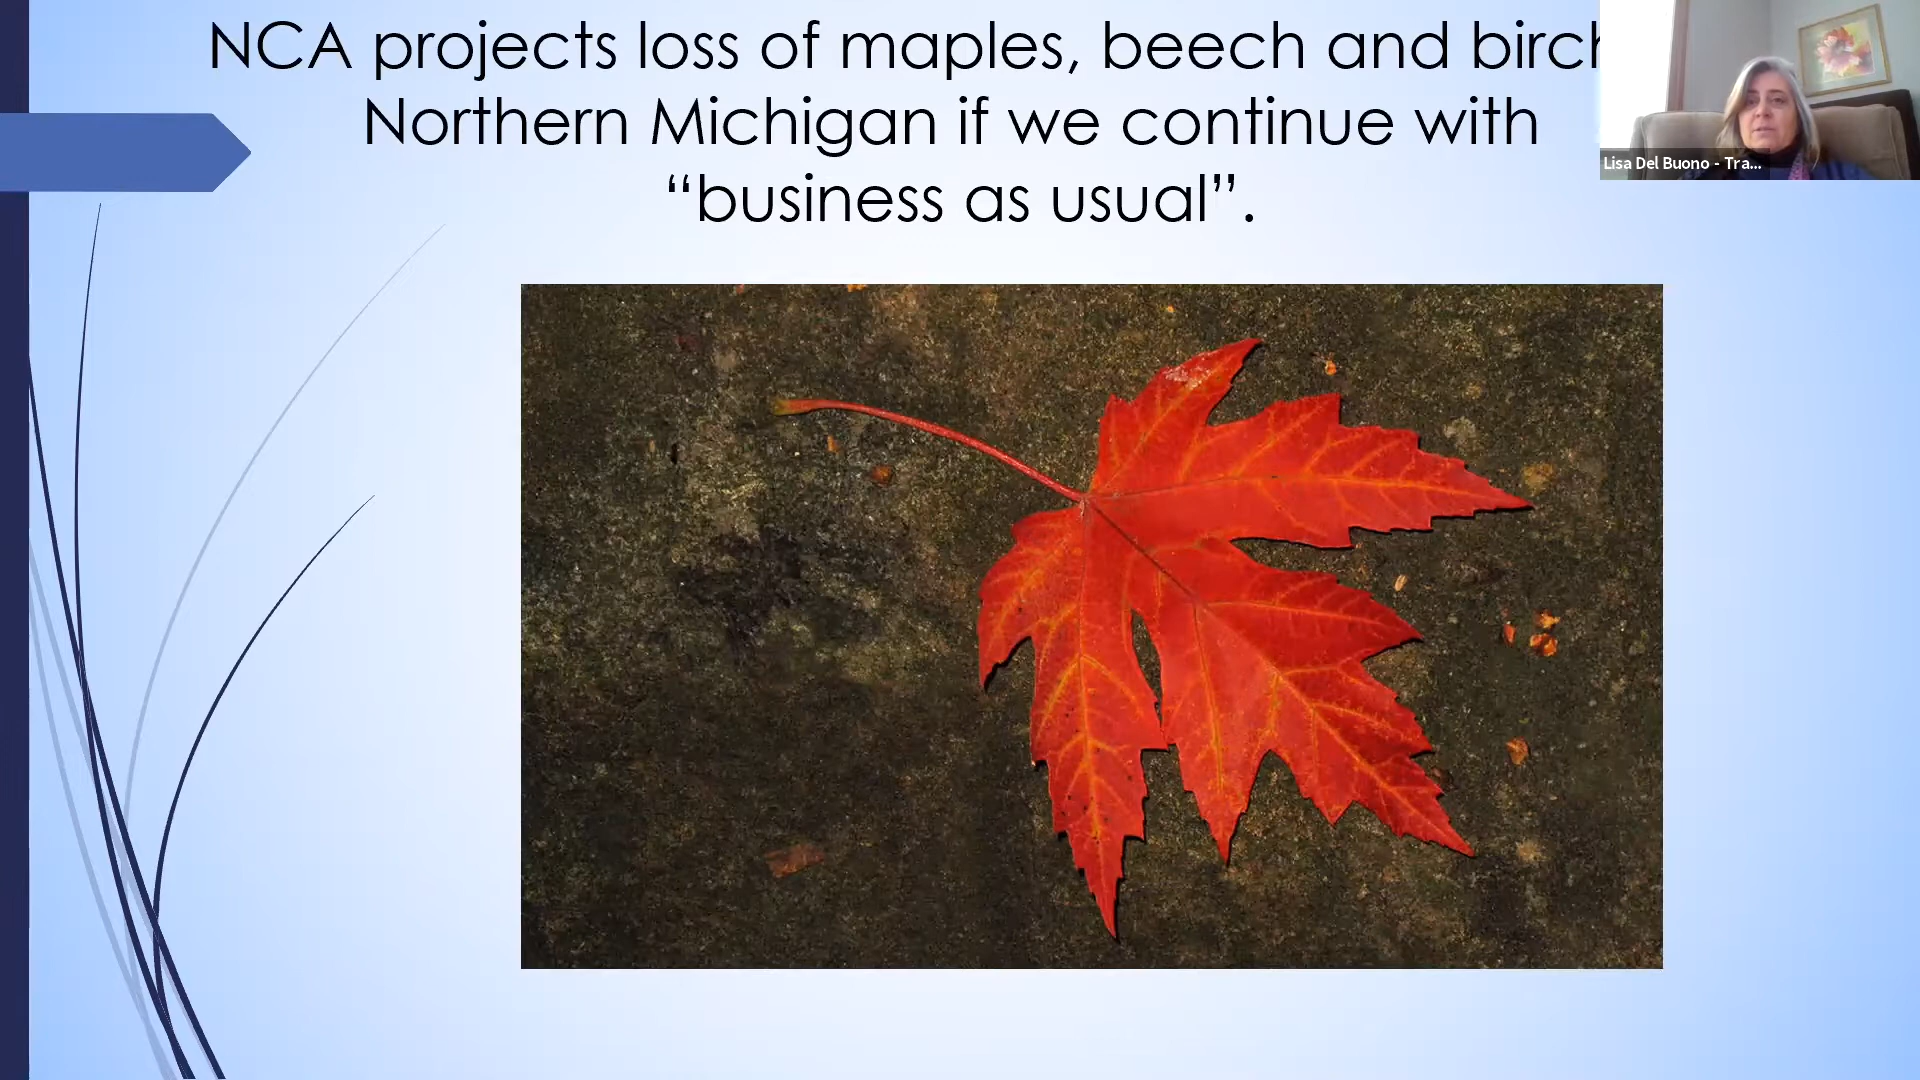 NCA projects loss of maples, beech and birch
Northern Michigan if we continue with
“business as usual”.
Lisa Del Buono - Tra...